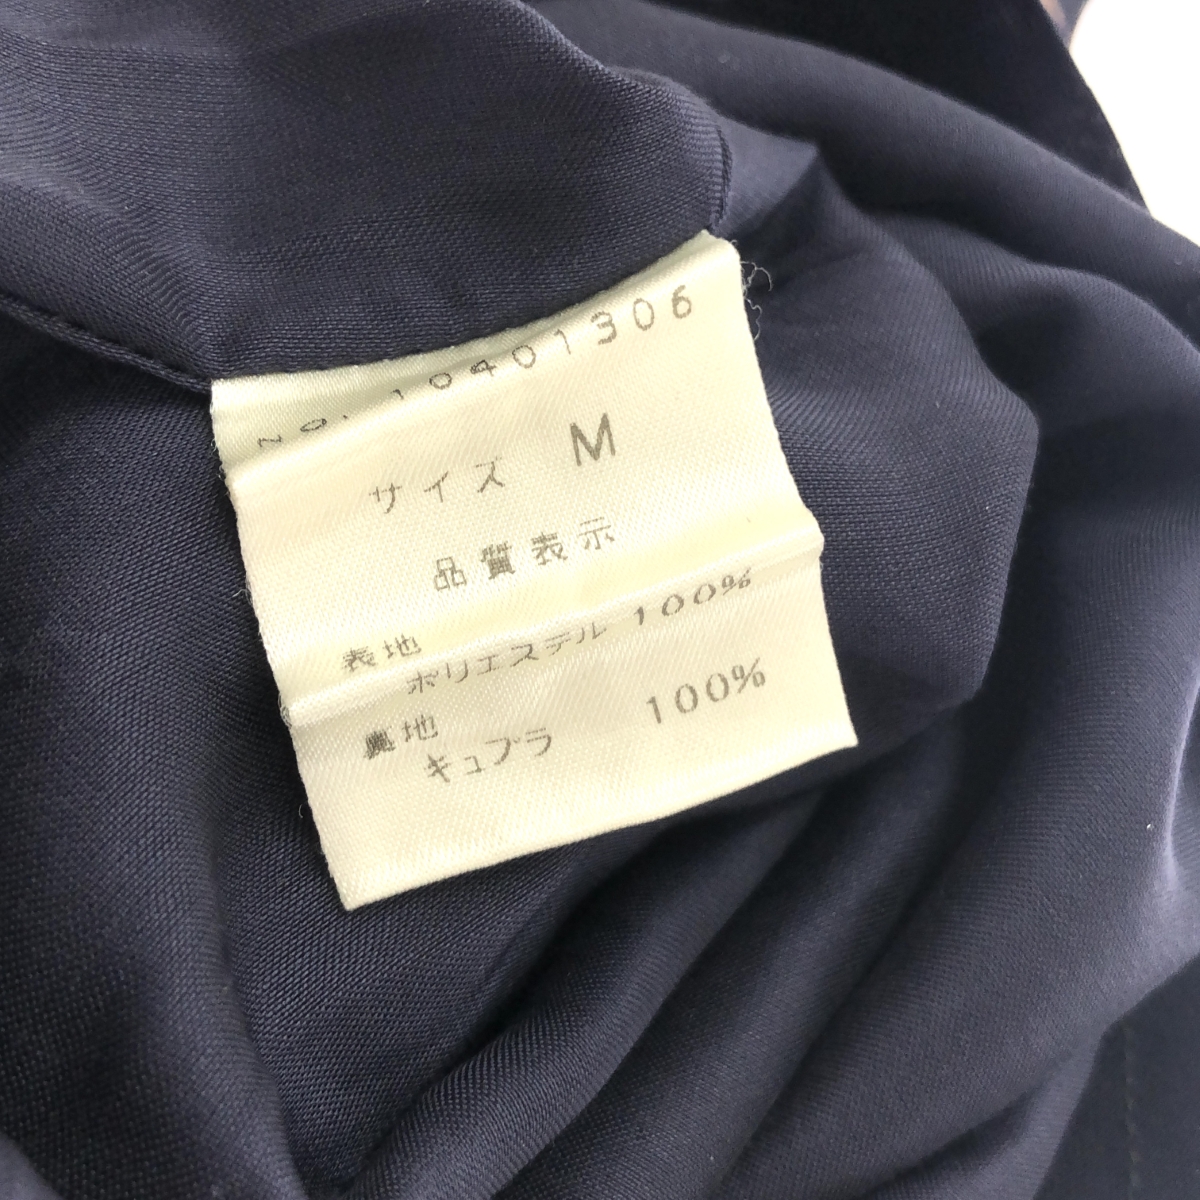 NO. 10401306
サイズ M
品質表示
表地
ポリエステル 100%
裏地
キュプラ 100%